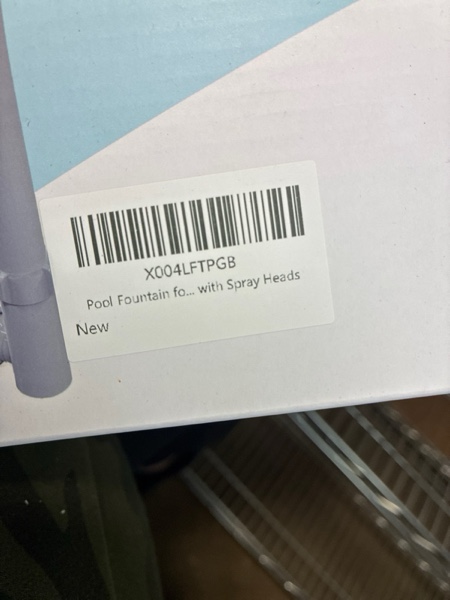 X004LFTPGB
Pool Fountain fo... with Spray Heads
New